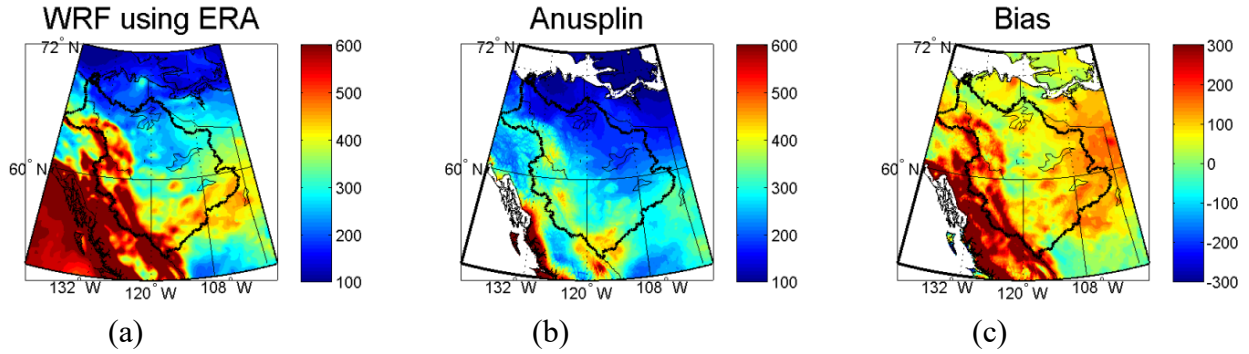 WRF using ERA
72° N
60° N
132° W
120° W
108° W
600
500
400
300
200
100
(a)
Anusplin
72° N
60° N
132° W
120° W
108° W
600
500
400
300
200
100
(b)
Bias
72° N
60° N
132° W
120° W
108° W
300
200
100
0
-100
-200
-300
(c)